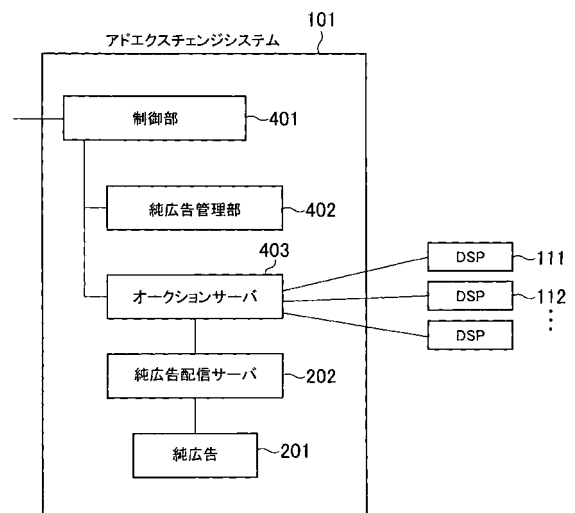 101
アドエクスチェンジシステム
制御部
401
純広告管理部
402
403
オークションサーバ
DSP
111
DSP
112
DSP
純広告配信サーバ
202
純広告
201